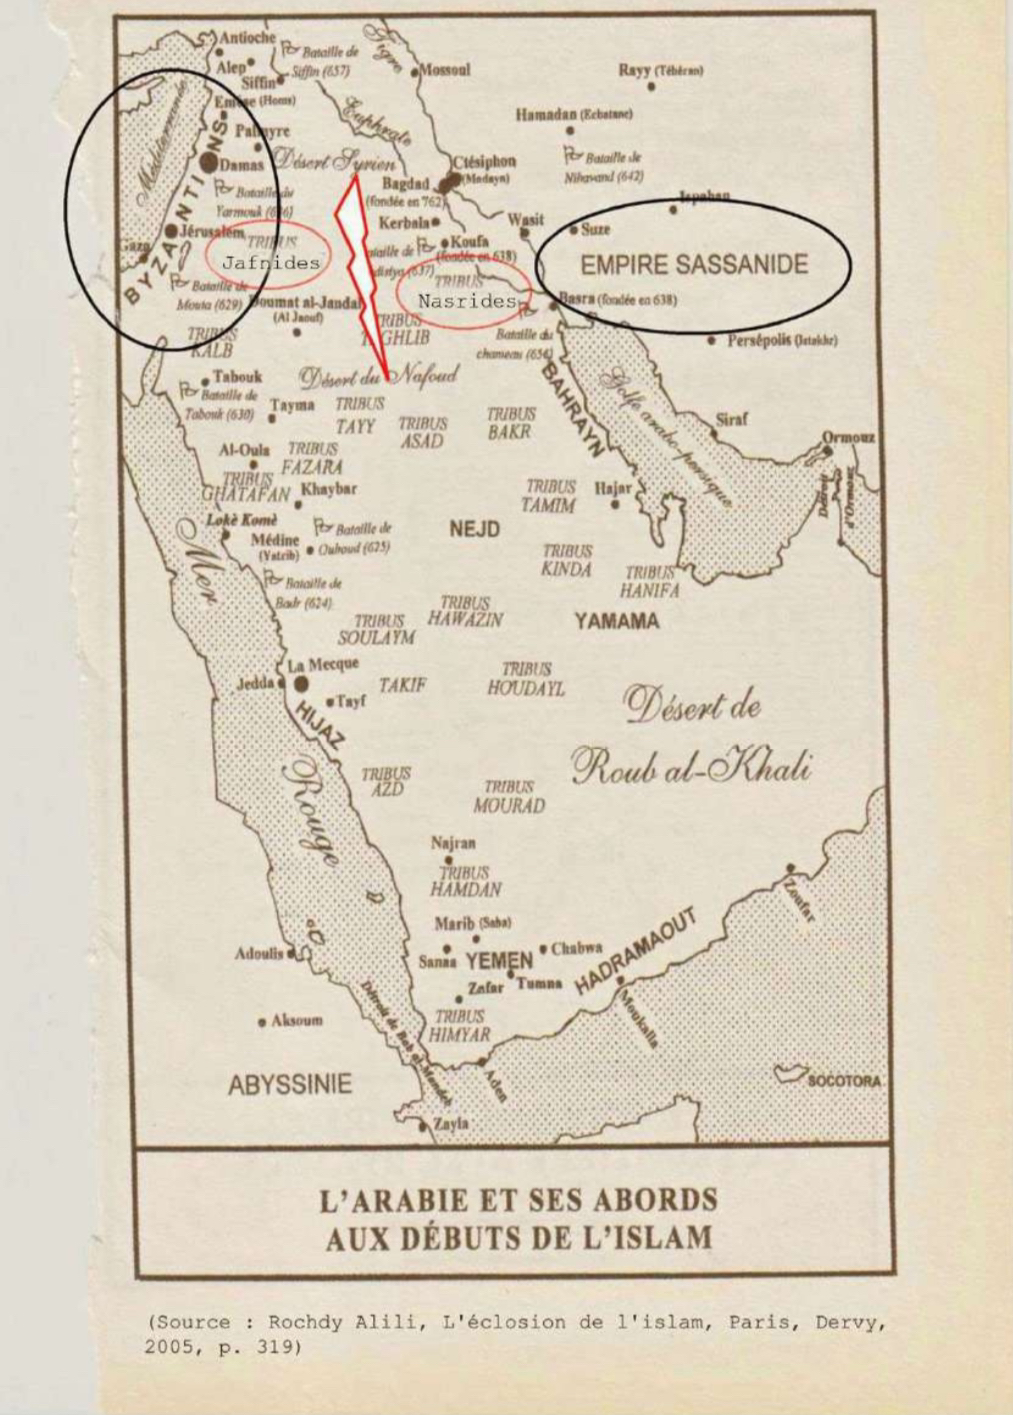 Antioche
Alep
Bataille de
Siffin (657)
Siffin
Tigre
Mossoul
Rayy (Téhéran)
Emèse (Homs)
Euphrate
Hamadan (Ecbatane)
Méditerranée
Palmyre
Damas
Désert Syrien
Ctésiphon
(Madayn)
Bataille de
Nihavand (642)
Bagdad
(fondée en 762)
Bataille du
Yarmouk (636)
Ispahan
Kerbala
Wasit
Suze
Jérusalem
TRIBUS
Jafnides
Koufa
(fondée en 638)
EMPIRE SASSANIDE
Gaza
BYZANTINS
TRIBUS
Nasrides
Bataille de
Mouta (629)
Doumat al-Jandal
(Al Jaouf)
Basra (fondée en 638)
TRIBUS
KALB
Bataille du
chameau (656)
Persépolis (Istakhr)
Tabouk
Bataille de
Tabouk (630)
Désert du Nafoud
BAHRAYN
Golfe arabo-persique
Tayma
TRIBUS
TAYY
TRIBUS
ASAD
TRIBUS
BAKR
Siraf
Ormouz
Détroit
d'Ormouz
Al-Oula
TRIBUS
FAZARA
TRIBUS
GHATAFAN
Khaybar
TRIBUS
TAMIM
Hajar
Lokè Komè
Mer
Rouge
Médine
(Yatrib)
Bataille de
Ouhoud (625)
NEJD
TRIBUS
KINDA
TRIBUS
HANIFA
Bataille de
Badr (624)
TRIBUS
SOULAYM
TRIBUS
HAWAZIN
YAMAMA
La Mecque
Jedda
Tayf
TAKIF
TRIBUS
HOUDAYL
HIJAZ
Désert de
Roub al-Khali
TRIBUS
AZD
TRIBUS
MOURAD
Najran
TRIBUS
HAMDAN
Zoufar
Marib (Saba)
Adoulis
Sanaa
YEMEN
Chabwa
HADRAMAOUT
Zafar
Tumna
Moukalla
Aksoum
TRIBUS
HIMYAR
Détroit de Bab al-Mandeb
ABYSSINIE
Aden
SOCOTORA
Zayla
L'ARABIE ET SES ABORDS
AUX DÉBUTS DE L'ISLAM
(Source : Rochdy Alili, L'éclosion de l'islam, Paris, Dervy,
2005, p. 319)